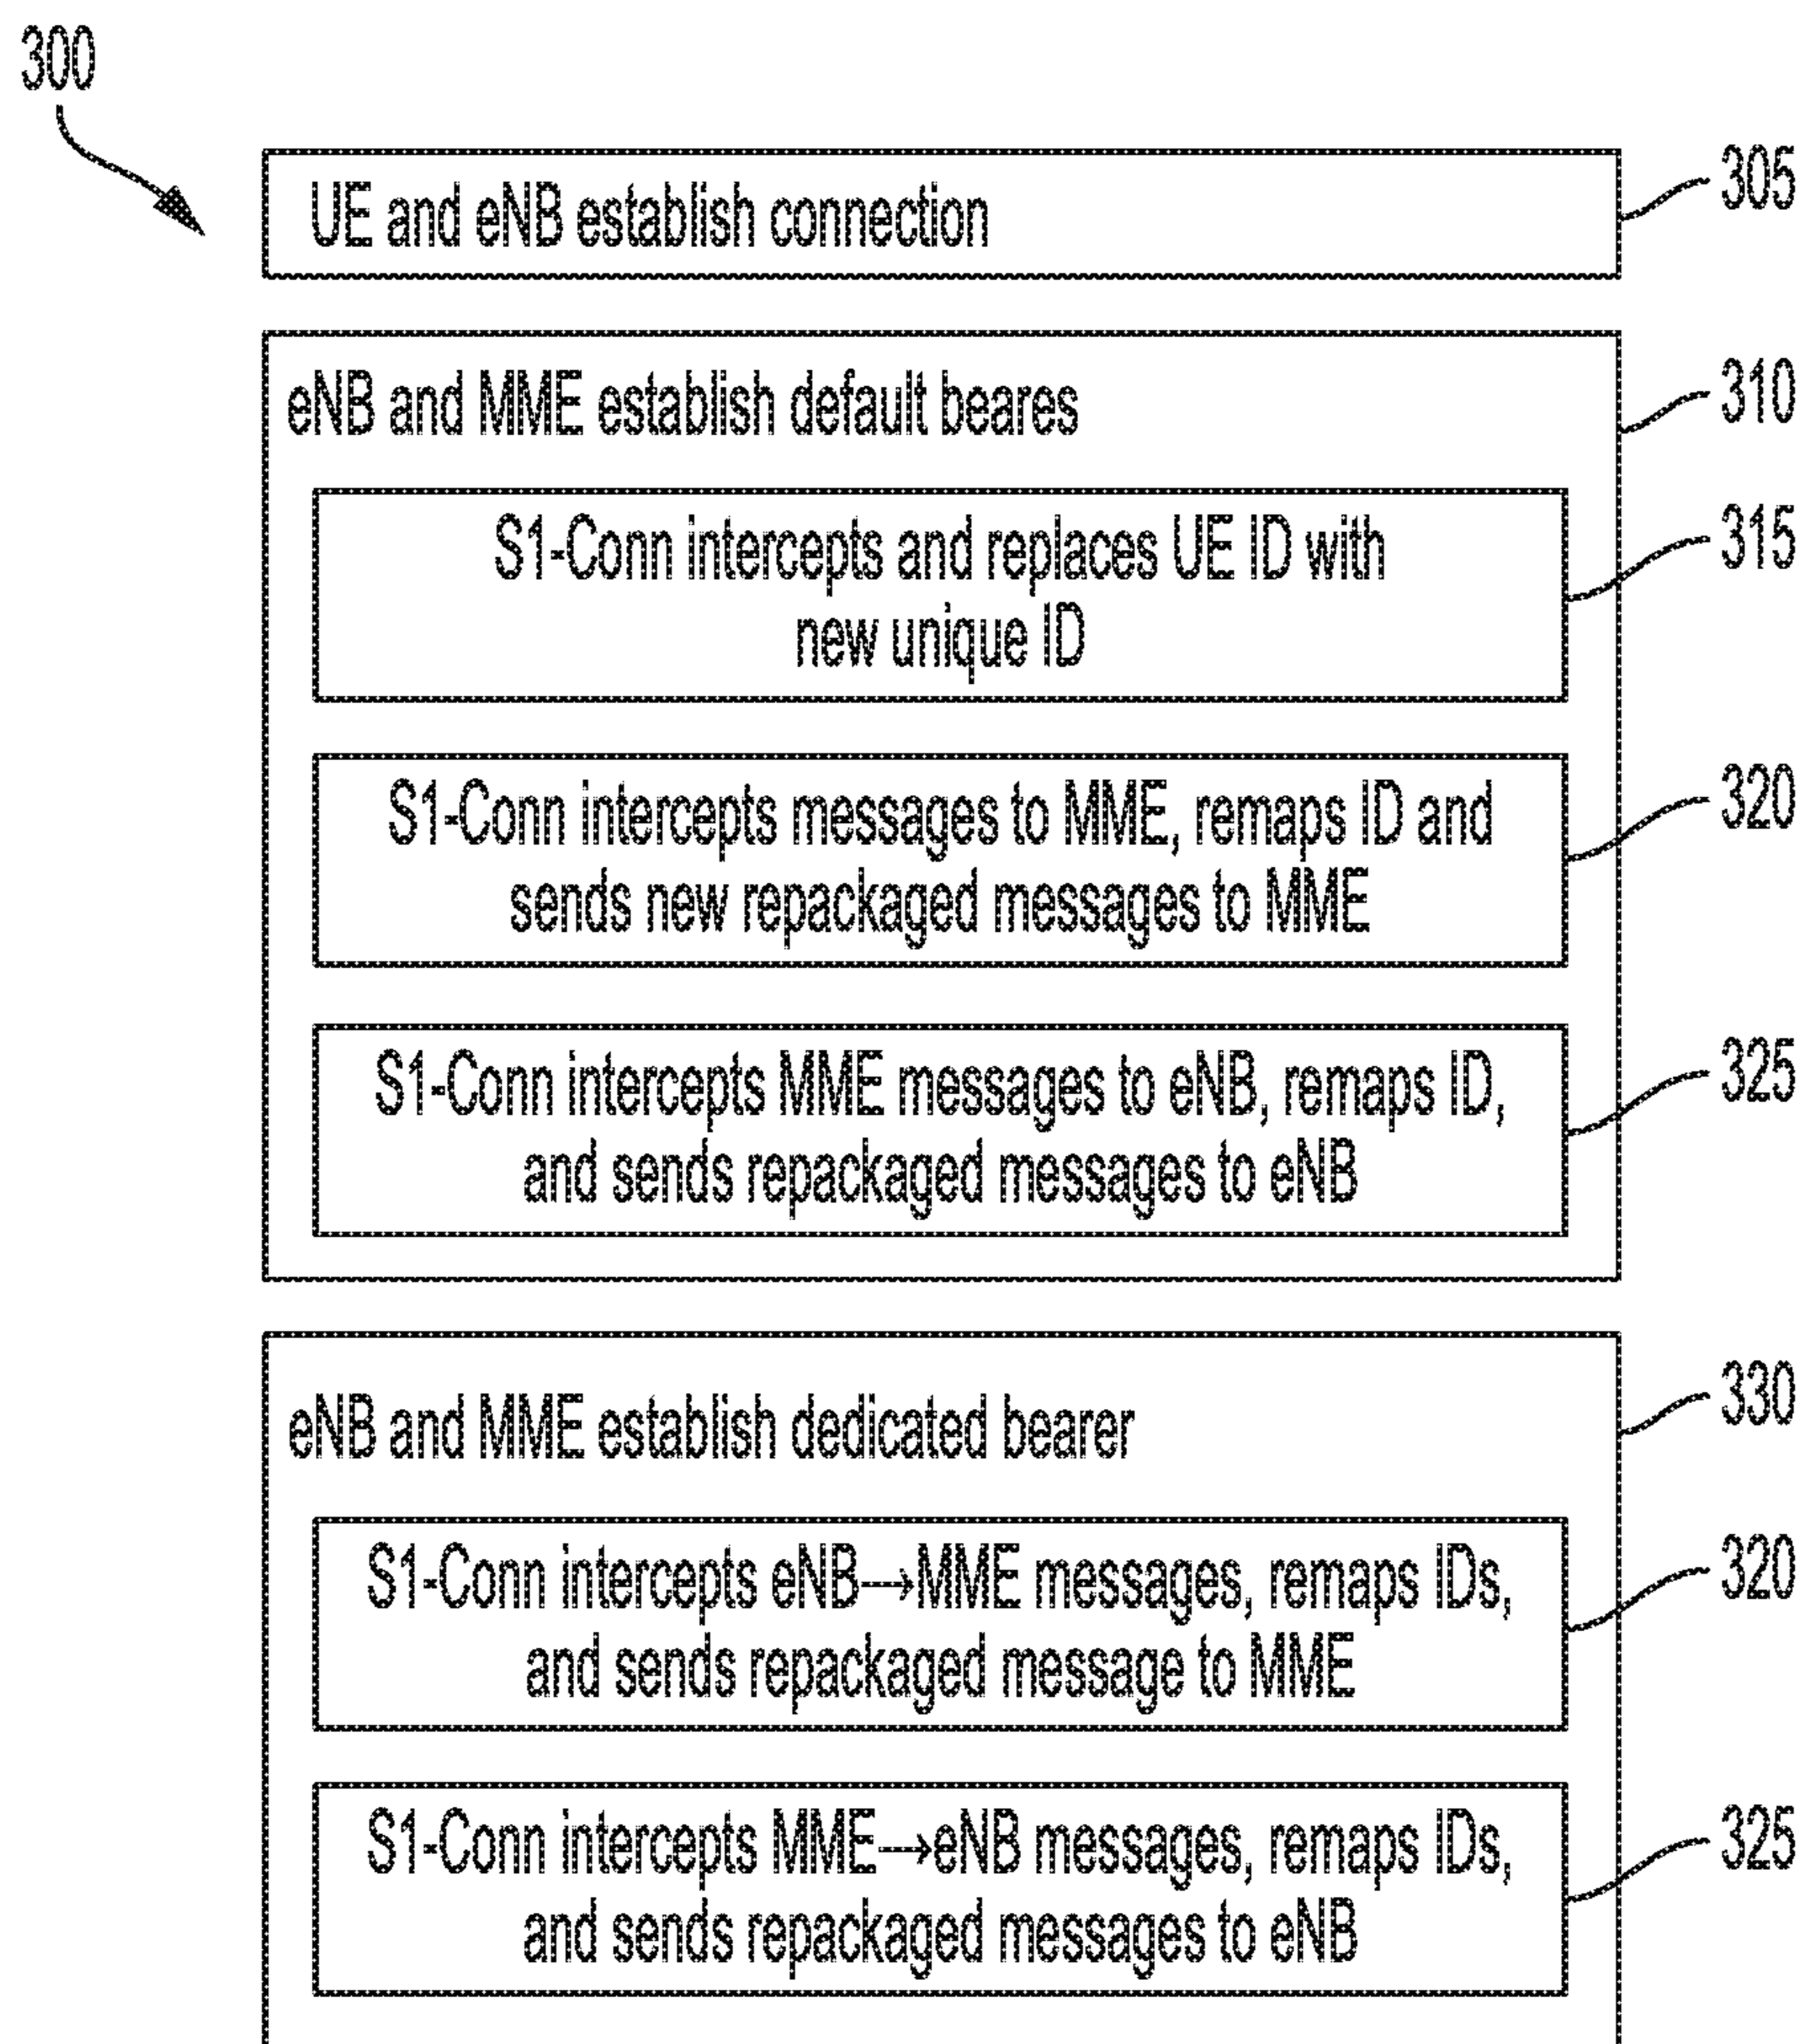 300
UE and eNB establish connection
305
eNB and MME establish default beares
310
S1-Conn intercepts and replaces UE ID with
new unique ID
315
S1-Conn intercepts messages to MME, remaps ID and
sends new repackaged messages to MME
320
S1-Conn intercepts MME messages to eNB, remaps ID,
and sends repackaged messages to eNB
325
eNB and MME establish dedicated bearer
330
S1-Conn intercepts eNB→MME messages, remaps IDs,
and sends repackaged message to MME
320
S1-Conn intercepts MME→eNB messages, remaps IDs,
and sends repackaged messages to eNB
325